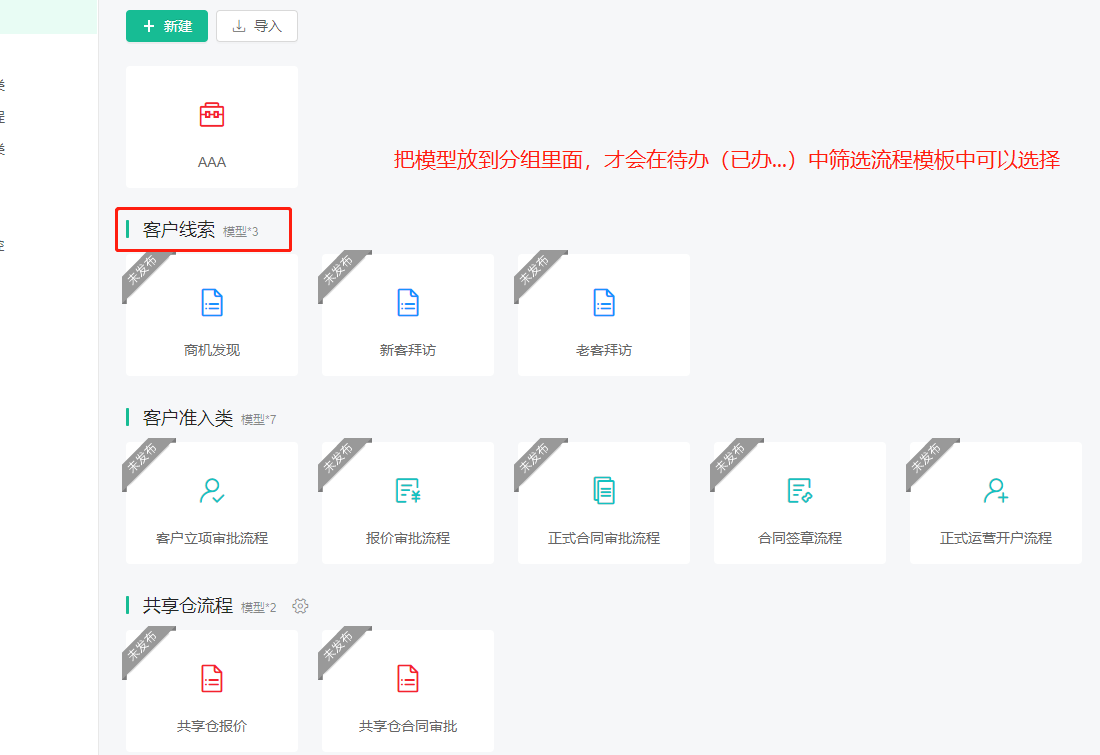 新建
导入
AAA
把模型放到分组里面，才会在待办（已办...）中筛选流程模板中可以选择
客户线索 模型*3
未发布
未发布
未发布
商机发现
新客拜访
老客拜访
客户准入类 模型*7
未发布
未发布
未发布
未发布
未发布
客户立项审批流程
报价审批流程
正式合同审批流程
合同签章流程
正式运营开户流程
共享仓流程 模型*2
未发布
未发布
共享仓报价
共享仓合同审批